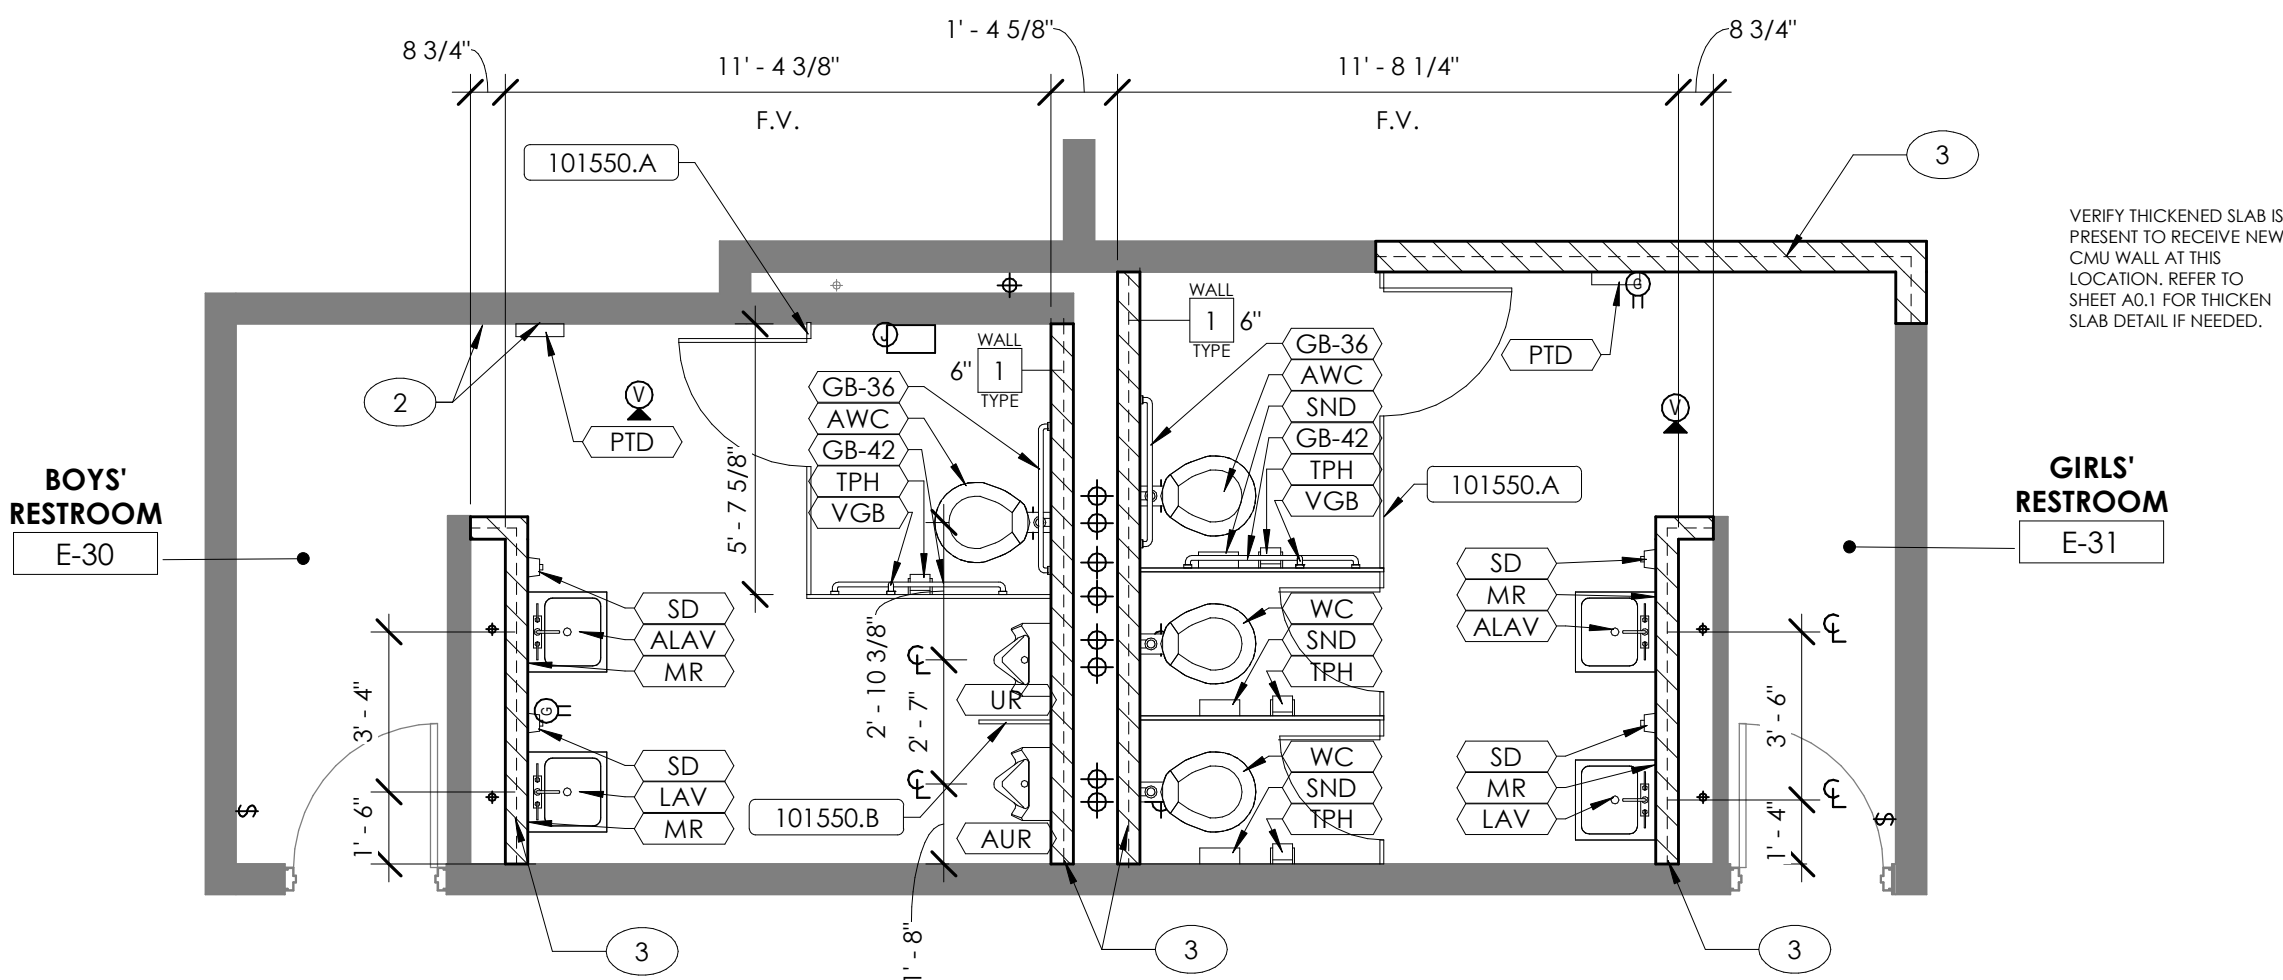 1' - 4 5/8"
8 3/4"
8 3/4"
11' - 4 3/8"
11' - 8 1/4"
F.V.
F.V.
101550.A
3
VERIFY THICKENED SLAB IS
PRESENT TO RECEIVE NEW
CMU WALL AT THIS
LOCATION. REFER TO
SHEET A0.1 FOR THICKEN
SLAB DETAIL IF NEEDED.
WALL
1
6"
TYPE
G
J
WALL
6"
1
TYPE
GB-36
AWC
SND
GB-42
TPH
VGB
PTD
2
V
PTD
GB-36
AWC
GB-42
TPH
VGB
V
5' - 7 5/8"
101550.A
BOYS'
RESTROOM
E-30
GIRLS'
RESTROOM
E-31
SD
ALAV
MR
WC
SND
TPH
SD
MR
ALAV
CL
CL
2' - 10 3/8"
2' - 7"
UR
3' - 4"
G
3' - 6"
SD
LAV
MR
CL
WC
SND
TPH
SD
MR
LAV
CL
101550.B
AUR
$
1' - 6"
1' - 4"
$
1' - 8"
3
3
3